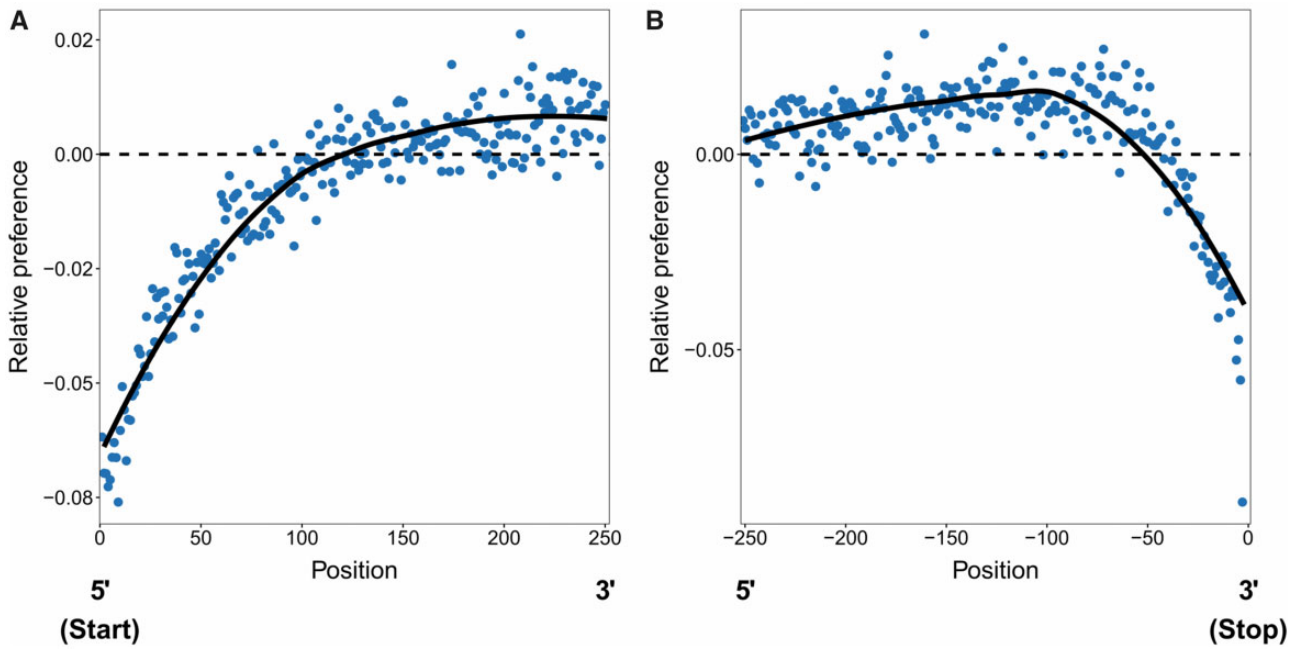 A
B
Relative preference
0.02
0.00
−0.02
−0.05
−0.08
0
50
100
150
200
250
Position
5'
3'
(Start)
Relative preference
0.00
−0.05
−250
−200
−150
−100
−50
0
Position
5'
3'
(Stop)